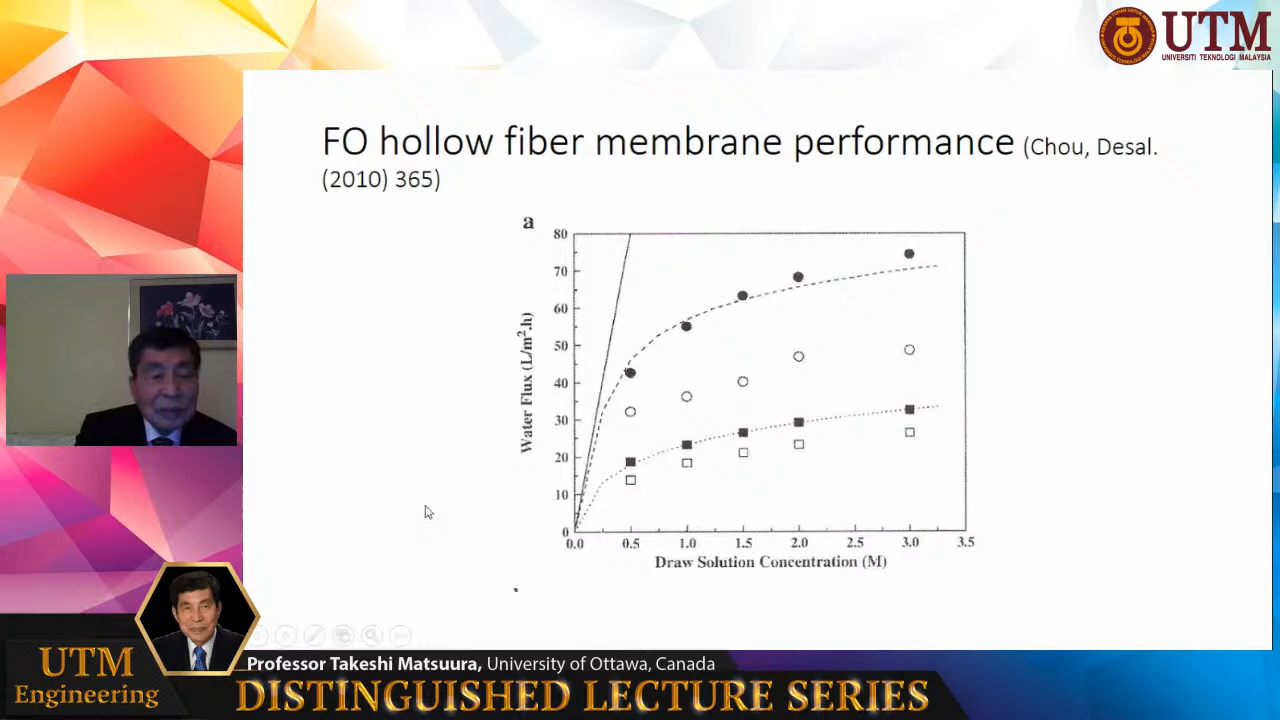 UTM
UNIVERSITI TEKNOLOGI MALAYSIA
FO hollow fiber membrane performance (Chou, Desal.
(2010) 365)
a
80
70
60
50
40
30
20
10
0
Water Flux (L/m².h)
0.0 0.5 1.0 1.5 2.0 2.5 3.0 3.5
Draw Solution Concentration (M)
UTM
Engineering
Professor Takeshi Matsuura, University of Ottawa, Canada
DISTINGUISHED LECTURE SERIES